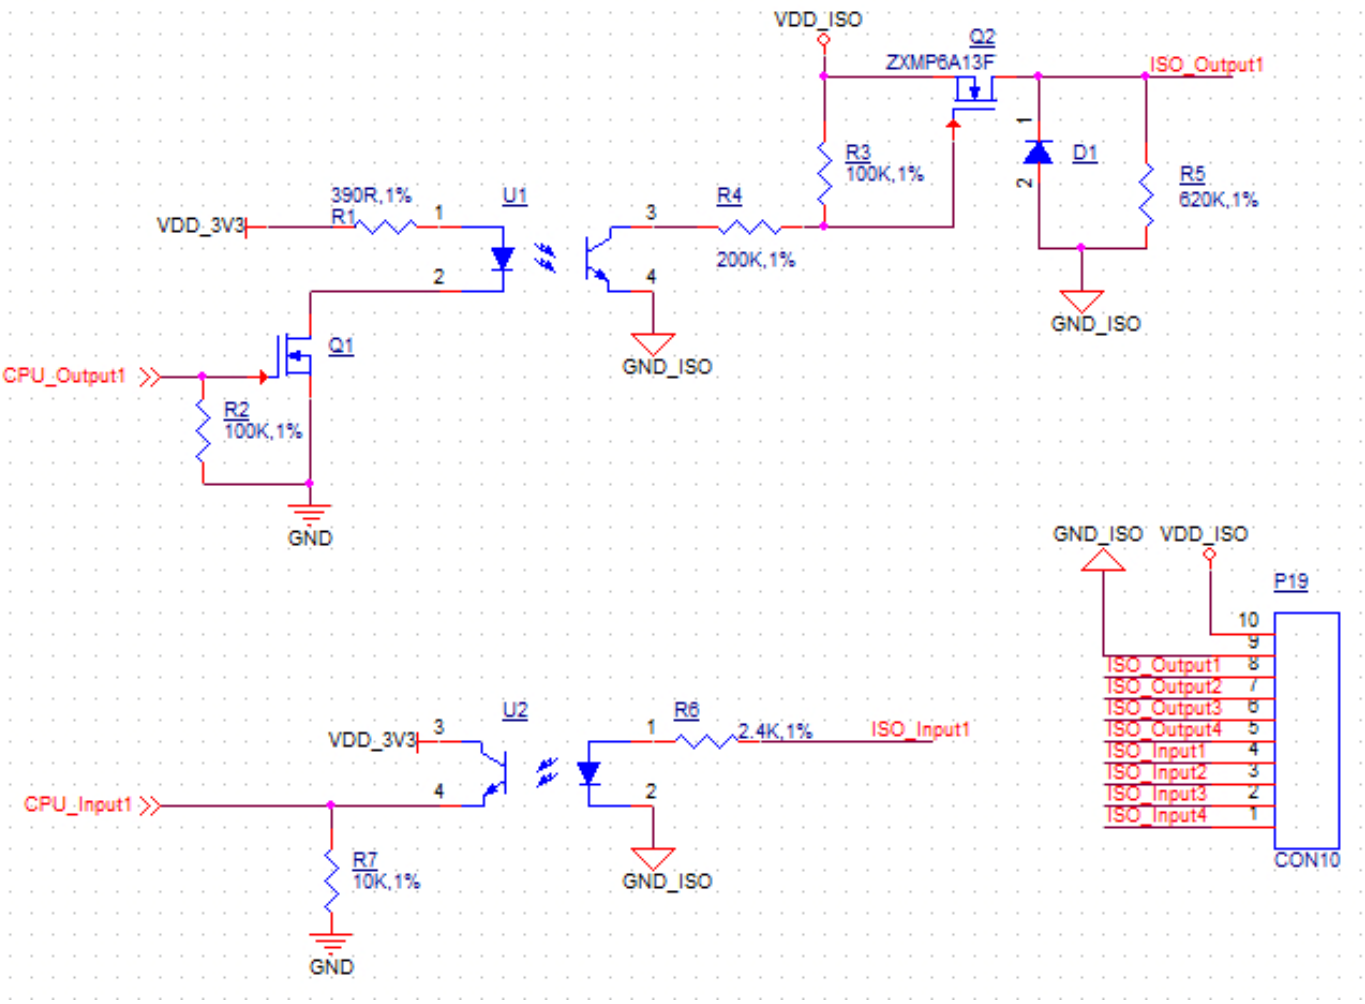 VDD_ISO
Q2
ZXMP6A13F
ISO_Output1
1
D1
2
R3
100K,1%
R5
620K,1%
390R,1%
R1
VDD_3V3
1
U1
3
R4
200K,1%
2
4
GND_ISO
GND_ISO
Q1
CPU_Output1
R2
100K,1%
GND
GND_ISO
VDD_ISO
P19
10
9
ISO_Output1 8
ISO_Output2 7
ISO_Output3 6
ISO_Output4 5
ISO_Input1 4
ISO_Input2 3
ISO_Input3 2
ISO_Input4 1
CON10
U2
3
VDD_3V3
1
R6
2.4K,1%
ISO_Input1
CPU_Input1
4
2
GND_ISO
R7
10K,1%
GND